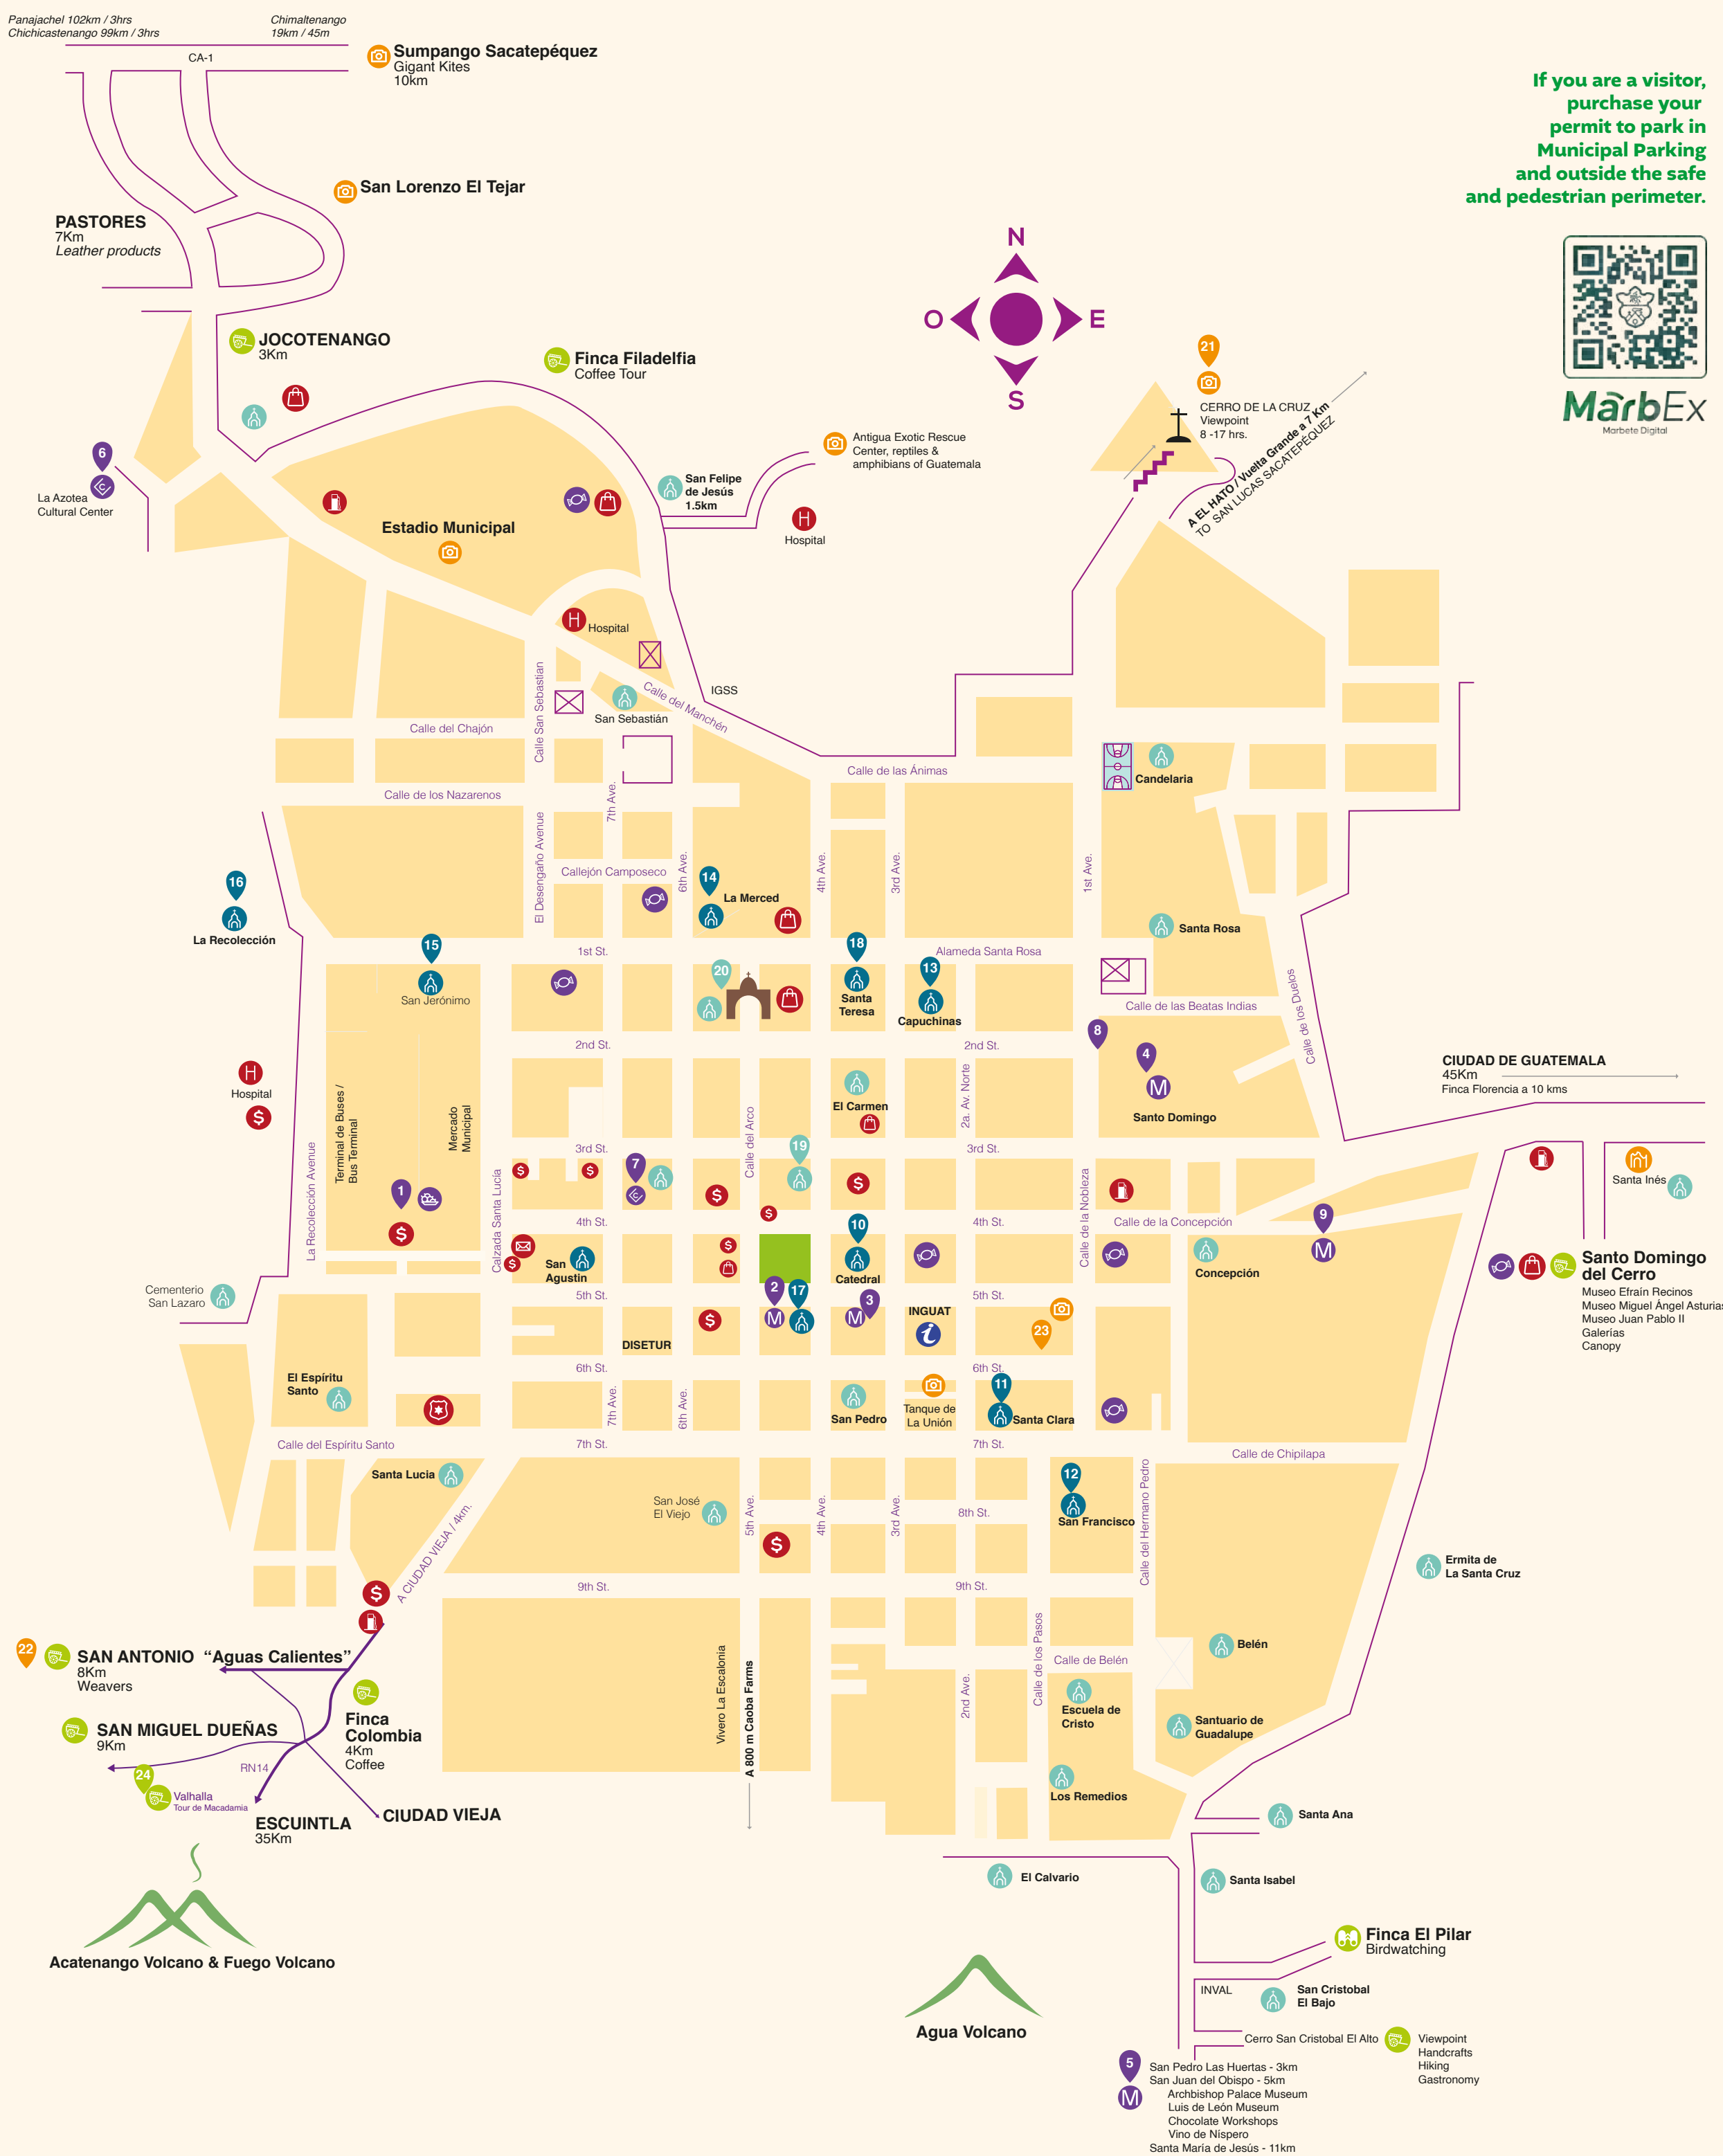 Panajachel 102km / 3hrs
Chichicastenango 99km / 3hrs
Chimaltenango
19km / 45m
CA-1
Sumpango Sacatepéquez
Gigant Kites
10km
If you are a visitor,
purchase your
permit to park in
Municipal Parking
and outside the safe
and pedestrian perimeter.
MarbEx
Marbete Digital
San Lorenzo El Tejar
PASTORES
7Km
Leather products
N
O
E
S
JOCOTENANGO
3Km
Finca Filadelfia
Coffee Tour
21
CERRO DE LA CRUZ
Viewpoint
8 -17 hrs.
A EL HATO / Vuelta Grande a 7 Km
TO SAN LUCAS SACATEPÉQUEZ
6
La Azotea
Cultural Center
Antigua Exotic Rescue
Center, reptiles &
amphibians of Guatemala
San Felipe
de Jesús
1.5km
H
Hospital
Estadio Municipal
H
Hospital
Calle San Sebastian
San Sebastián
Calle del Manchén
IGSS
Calle del Chajón
Calle de las Ánimas
Candelaria
Calle de los Nazarenos
7th Ave.
El Desengaño Avenue
Callejón Camposeco
6th Ave.
4th Ave.
3rd Ave.
1st Ave.
16
La Recolección
14
La Merced
Santa Rosa
15
San Jerónimo
1st St.
18
Santa
Teresa
13
Capuchinas
Alameda Santa Rosa
20
Calle de las Beatas Indias
Calle de los Duelos
2nd St.
2nd St.
8
4
M
Santo Domingo
CIUDAD DE GUATEMALA
45Km
Finca Florencia a 10 kms
H
Hospital
$
Terminal de Buses /
Bus Terminal
Mercado
Municipal
El Carmen
2a. Av. Norte
Calle del Arco
3rd St.
3rd St.
19
La Recolección Avenue
1
$
Calzada Santa Lucía
$
$
7
C
$
$
$
Calle de la Nobleza
Santa Inés
4th St.
4th St.
Calle de la Concepción
9
M
10
Catedral
$
San
Agustin
$
Concepción
Santo Domingo
del Cerro
Museo Efraín Recinos
Museo Miguel Ángel Asturias
Museo Juan Pablo II
Galerías
Canopy
Cementerio
San Lazaro
5th St.
5th St.
2
M
17
3
M
$
INGUAT
i
23
DISETUR
6th St.
6th St.
El Espíritu
Santo
7th Ave.
6th Ave.
San Pedro
Tanque de
La Unión
11
Santa Clara
Calle del Espíritu Santo
7th St.
7th St.
Calle de Chipilapa
Santa Lucia
A CIUDAD VIEJA / 4km.
San José
El Viejo
5th Ave.
4th Ave.
3rd Ave.
8th St.
12
San Francisco
Calle del Hermano Pedro
$
Ermita de
La Santa Cruz
9th St.
9th St.
$
22
SAN ANTONIO “Aguas Calientes”
8Km
Weavers
Finca
Colombia
4Km
Coffee
SAN MIGUEL DUEÑAS
9Km
RN14
24
Valhalla
Tour de Macadamia
ESCUINTLA
35Km
CIUDAD VIEJA
Vivero La Escalonia
A 800 m Caoba Farms
2nd Ave.
Calle de los Pasos
Calle de Belén
Belén
Escuela de
Cristo
Santuario de
Guadalupe
Los Remedios
Santa Ana
El Calvario
Santa Isabel
Acatenango Volcano & Fuego Volcano
Agua Volcano
Finca El Pilar
Birdwatching
INVAL
San Cristobal
El Bajo
Cerro San Cristobal El Alto
Viewpoint
Handcrafts
Hiking
Gastronomy
5
M
San Pedro Las Huertas - 3km
San Juan del Obispo - 5km
Archbishop Palace Museum
Luis de León Museum
Chocolate Workshops
Vino de Níspero
Santa María de Jesús - 11km